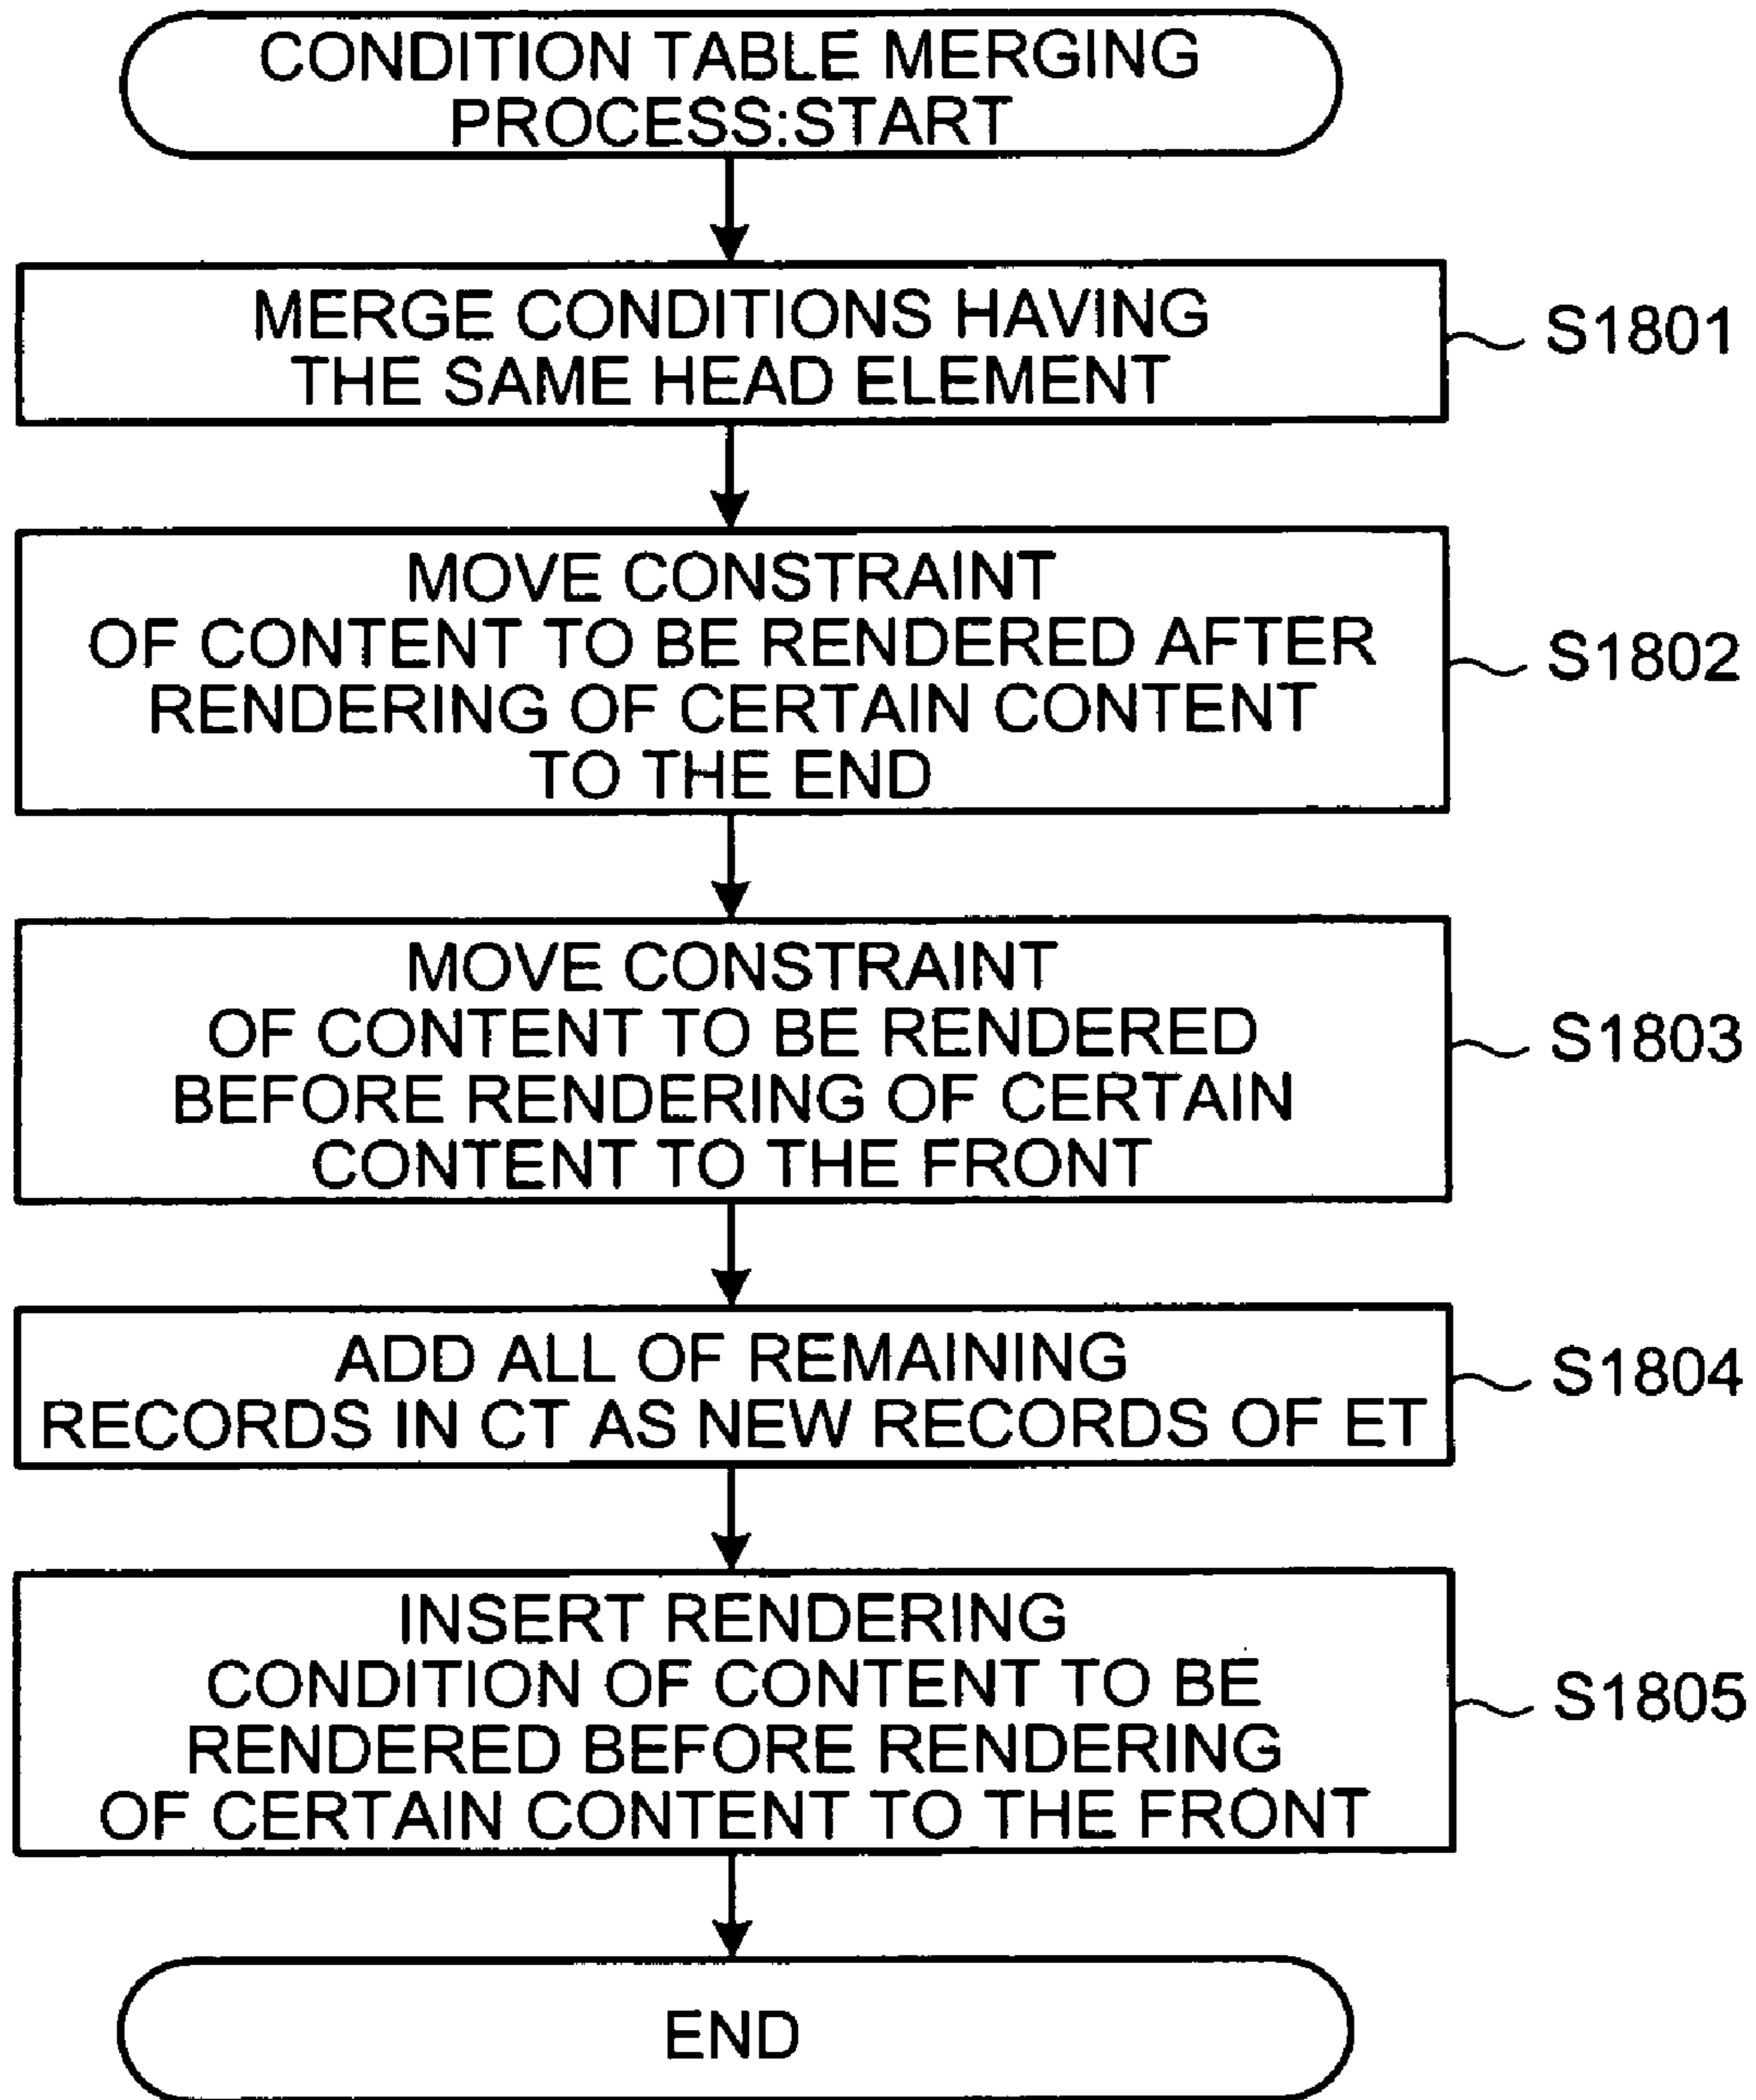 CONDITION TABLE MERGING
PROCESS:START
MERGE CONDITIONS HAVING
THE SAME HEAD ELEMENT
S1801
MOVE CONSTRAINT
OF CONTENT TO BE RENDERED AFTER
RENDERING OF CERTAIN CONTENT
TO THE END
S1802
MOVE CONSTRAINT
OF CONTENT TO BE RENDERED
BEFORE RENDERING OF CERTAIN
CONTENT TO THE FRONT
S1803
ADD ALL OF REMAINING
RECORDS IN CT AS NEW RECORDS OF ET
S1804
INSERT RENDERING
CONDITION OF CONTENT TO BE
RENDERED BEFORE RENDERING
OF CERTAIN CONTENT TO THE FRONT
S1805
END